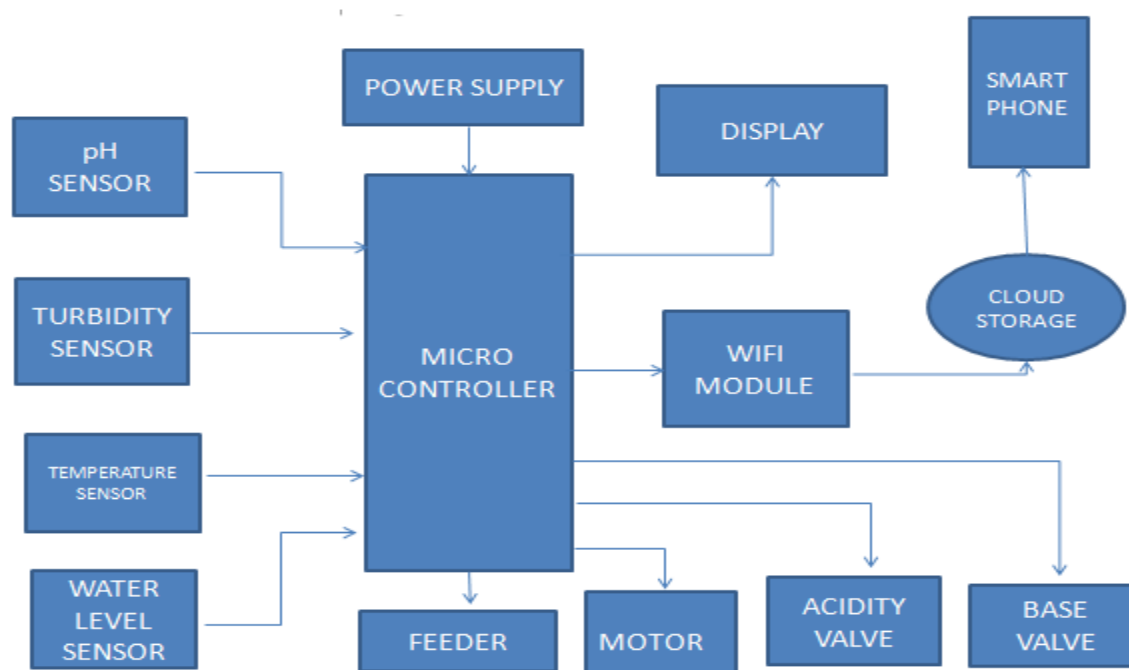 POWER SUPPLY
SMART
PHONE
DISPLAY
pH
SENSOR
TURBIDITY
SENSOR
CLOUD
STORAGE
MICRO
CONTROLLER
WIFI
MODULE
TEMPERATURE
SENSOR
WATER
LEVEL
SENSOR
FEEDER
MOTOR
ACIDITY
VALVE
BASE
VALVE